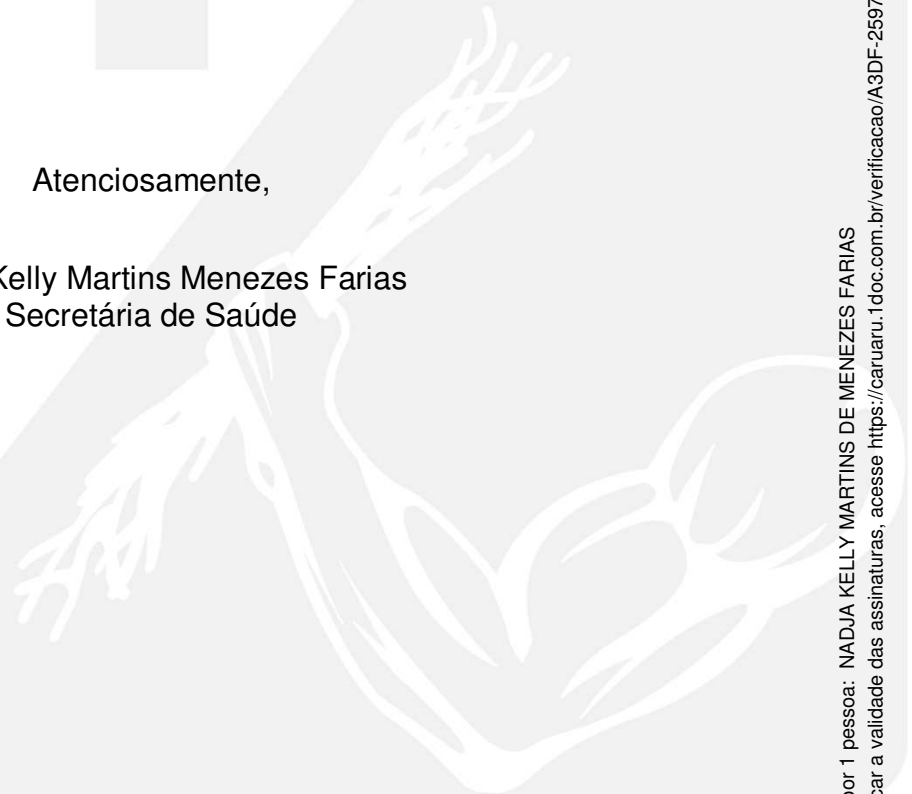 Atenciosamente,
Kelly Martins Menezes Farias
Secretária de Saúde
por 1 pessoa: NADJA KELLY MARTINS DE MENEZES FARIAS
a validade das assinaturas, acesse https://caruaru.1doc.com.br/verificacao/A3DF-2597